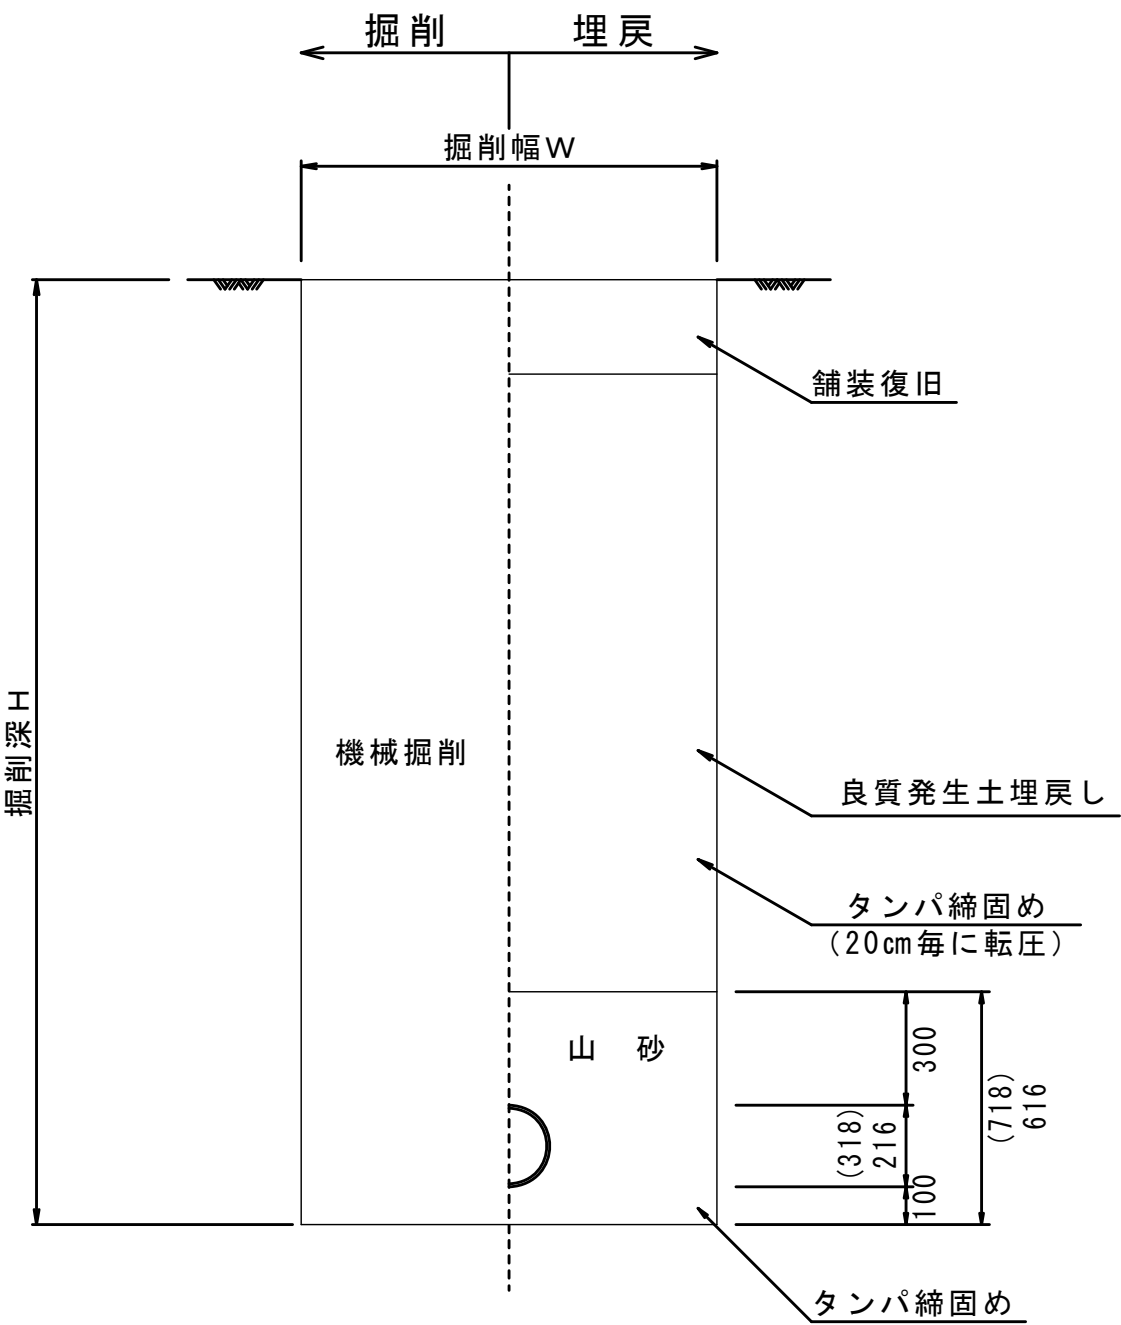 掘削 埋戻
掘削幅W
舗装復旧
掘削深H
機械掘削
良質発生土埋戻し
タンパ締固め
(20㎝毎に転圧)
山 砂
300
(318)
216
100
(718)
616
タンパ締固め